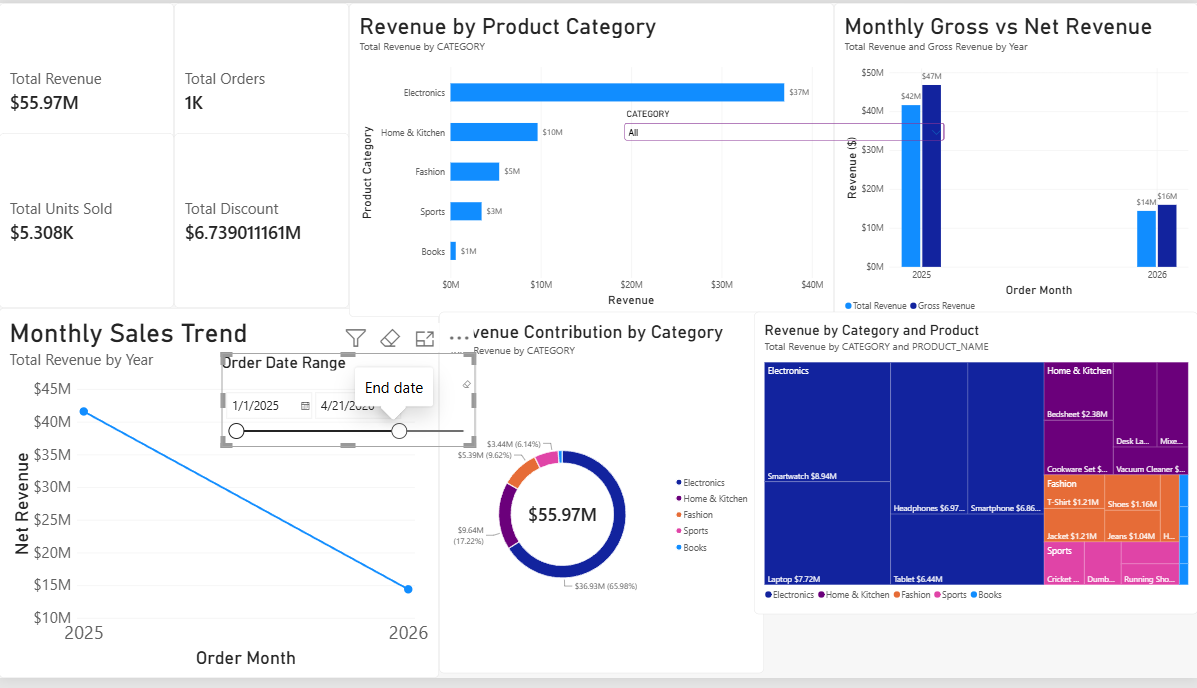 Total Revenue
$55.97M
Total Orders
1K
Total Units Sold
$5.308K
Total Discount
$6.739011161M
Revenue by Product Category
Total Revenue by CATEGORY
Product Category
Electronics
$37M
Home & Kitchen
$10M
Fashion
$5M
Sports
$3M
Books
$1M
$0M
$10M
$20M
$30M
$40M
Revenue
CATEGORY
All
Monthly Gross vs Net Revenue
Total Revenue and Gross Revenue by Year
Revenue ($)
$50M
$40M
$30M
$20M
$10M
$0M
$42M
$47M
$14M
$16M
2025
2026
Order Month
Total Revenue
Gross Revenue
Monthly Sales Trend
Total Revenue by Year
Net Revenue
$45M
$40M
$35M
$30M
$25M
$20M
$15M
$10M
2025
2026
Order Month
Order Date Range
End date
1/1/2025
venue Contribution by Category
Revenue by CATEGORY
$3.44M (6.14%)
$5.39M (9.62%)
$9.64M
(17.22%)
$55.97M
$36.93M (65.98%)
Electronics
Home & Kitchen
Fashion
Sports
Books
Revenue by Category and Product
Total Revenue by CATEGORY and PRODUCT_NAME
Electronics
Smartwatch $8.94M
Laptop $7.72M
Headphones $6.97...
Smartphone $6.86...
Tablet $6.44M
Home & Kitchen
Bedsheet $2.38M
Desk La...
Mixe...
Cookware Set $...
Vacuum Cleaner $...
Fashion
T-Shirt $1.21M
Shoes $1.16M
Jacket $1.21M
Jeans $1.04M
H...
Sports
Cricket ...
Dumb...
Running Sho...
Electronics
Home & Kitchen
Fashion
Sports
Books